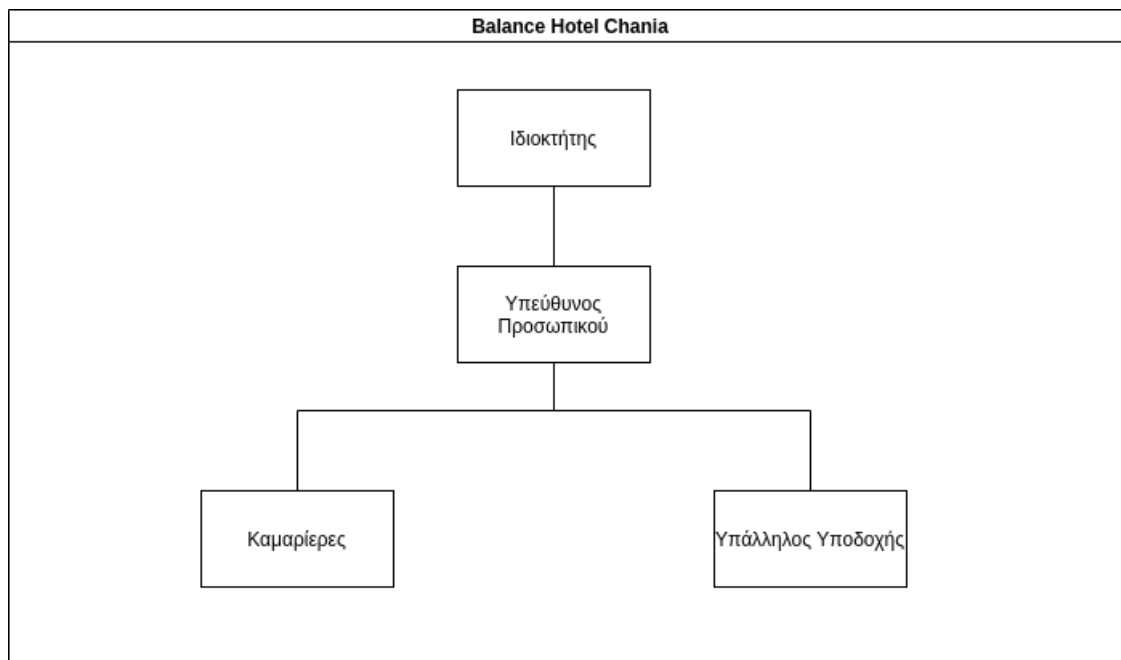 Balance Hotel Chania
Ιδιοκτήτης
Υπεύθυνος
Προσωπικού
Καμαρίερες
Υπάλληλος Υποδοχής